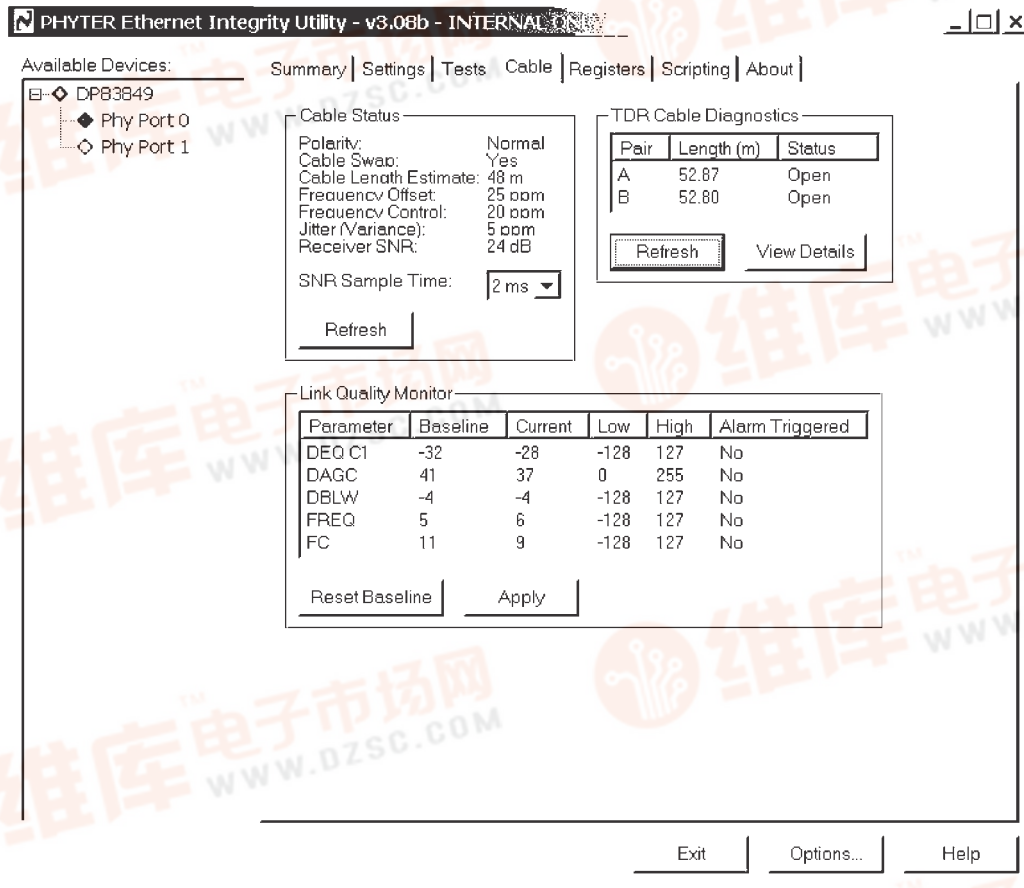 PHYTER Ethernet Integrity Utility - v3.08b - INTERNAL ONLY
Available Devices:
DP83849
Phy Port 0
Phy Port 1
Summary Settings Tests Cable Registers Scripting About
Cable Status
Polarity: Normal
Cable Swap: Yes
Cable Length Estimate: 48 m
Frequency Offset: 25 ppm
Frequency Control: 20 ppm
Jitter (Variance): 5 ppm
Receiver SNR: 24 dB
SNR Sample Time: 2 ms
Refresh
TDR Cable Diagnostics
Pair Length (m) Status
A 52.87 Open
B 52.80 Open
Refresh View Details
Link Quality Monitor
Parameter Baseline Current Low High Alarm Triggered
DEQ C1 -32 -28 -128 127 No
DAGC 41 37 0 255 No
DBLW -4 -4 -128 127 No
FREQ 5 6 -128 127 No
FC 11 9 -128 127 No
Reset Baseline Apply
Exit Options... Help
维库电子市场网
WWW.DZSC.COM
TM